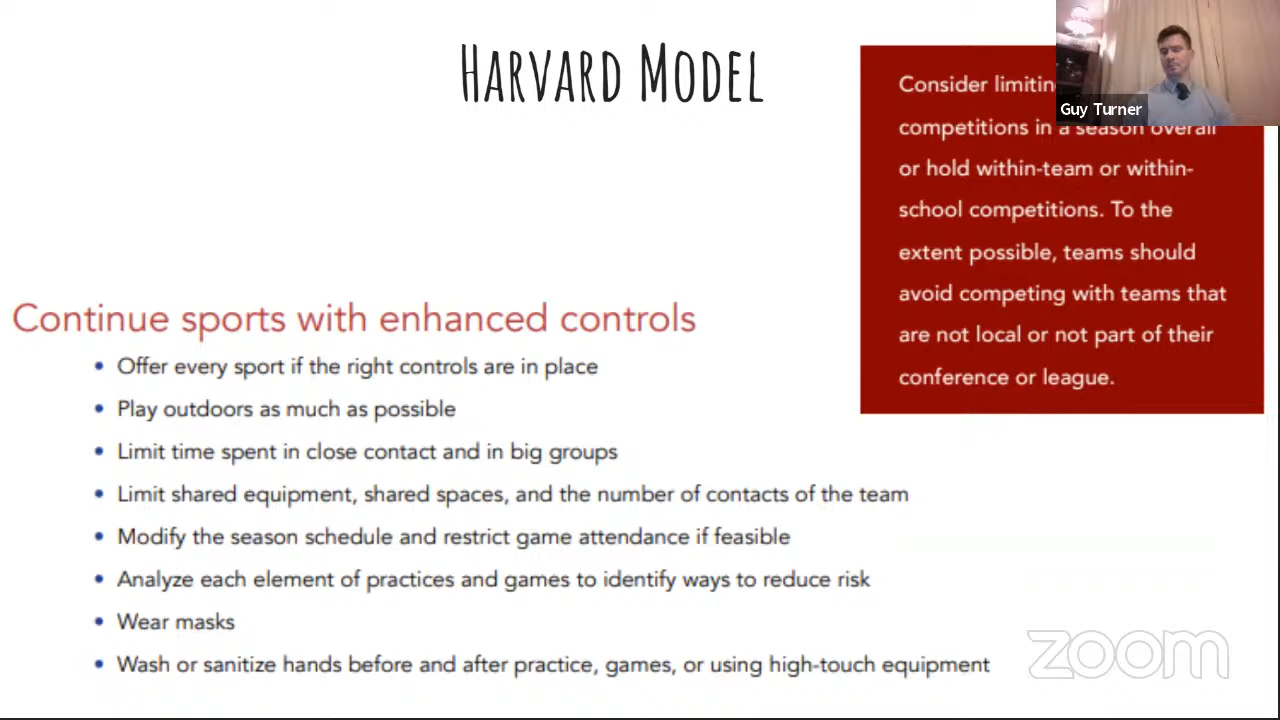 HARVARD MODEL
Consider limiting
competitions in a season overall
or hold within-team or within-
school competitions. To the
extent possible, teams should
avoid competing with teams that
are not local or not part of their
conference or league.
Guy Turner
Continue sports with enhanced controls
• Offer every sport if the right controls are in place
• Play outdoors as much as possible
• Limit time spent in close contact and in big groups
• Limit shared equipment, shared spaces, and the number of contacts of the team
• Modify the season schedule and restrict game attendance if feasible
• Analyze each element of practices and games to identify ways to reduce risk
• Wear masks
• Wash or sanitize hands before and after practice, games, or using high-touch equipment
zoom